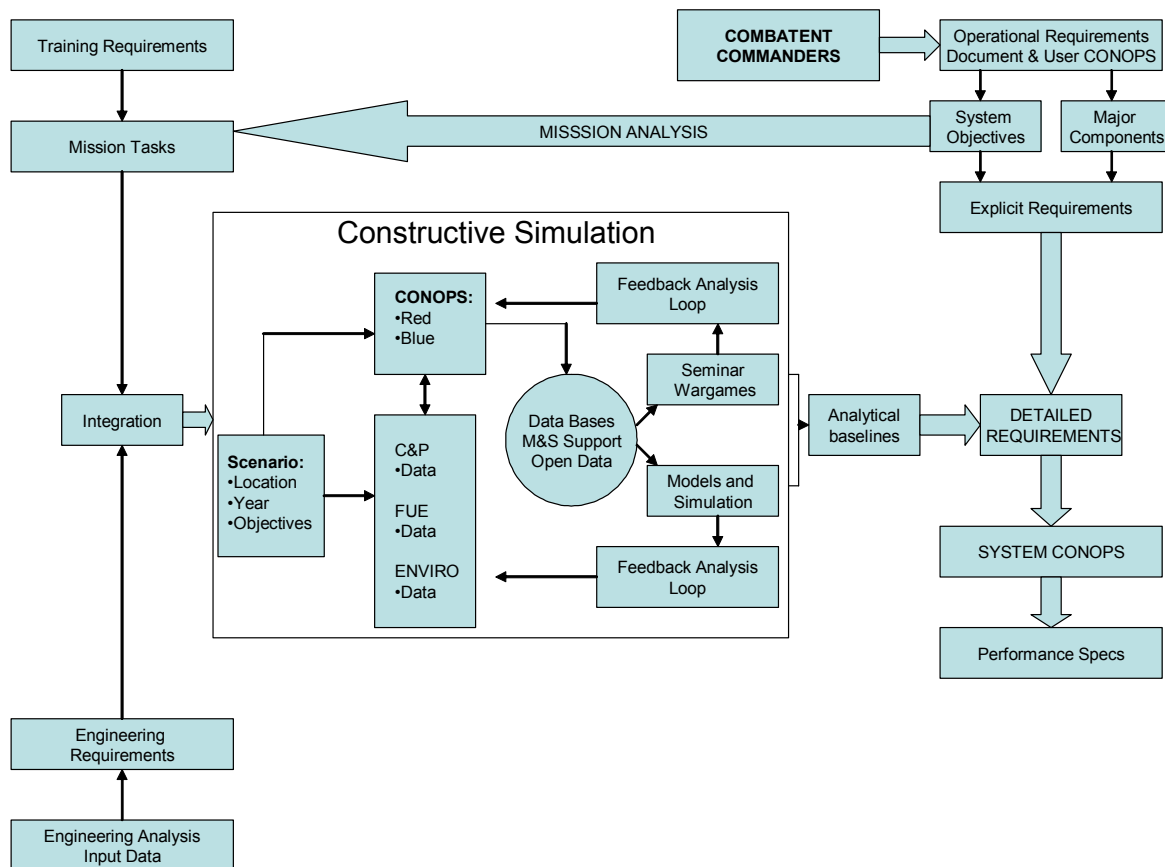 Training Requirements
COMBATENT
COMMANDERS
Operational Requirements
Document & User CONOPS
Mission Tasks
MISSSION ANALYSIS
System
Objectives
Major
Components
Explicit Requirements
Constructive Simulation
CONOPS:
•Red
•Blue
Feedback Analysis
Loop
Seminar
Wargames
Integration
Data Bases
M&S Support
Open Data
Analytical
baselines
DETAILED
REQUIREMENTS
Scenario:
•Location
•Year
•Objectives
C&P
•Data
FUE
•Data
ENVIRO
•Data
Models and
Simulation
Feedback Analysis
Loop
SYSTEM CONOPS
Performance Specs
Engineering
Requirements
Engineering Analysis
Input Data